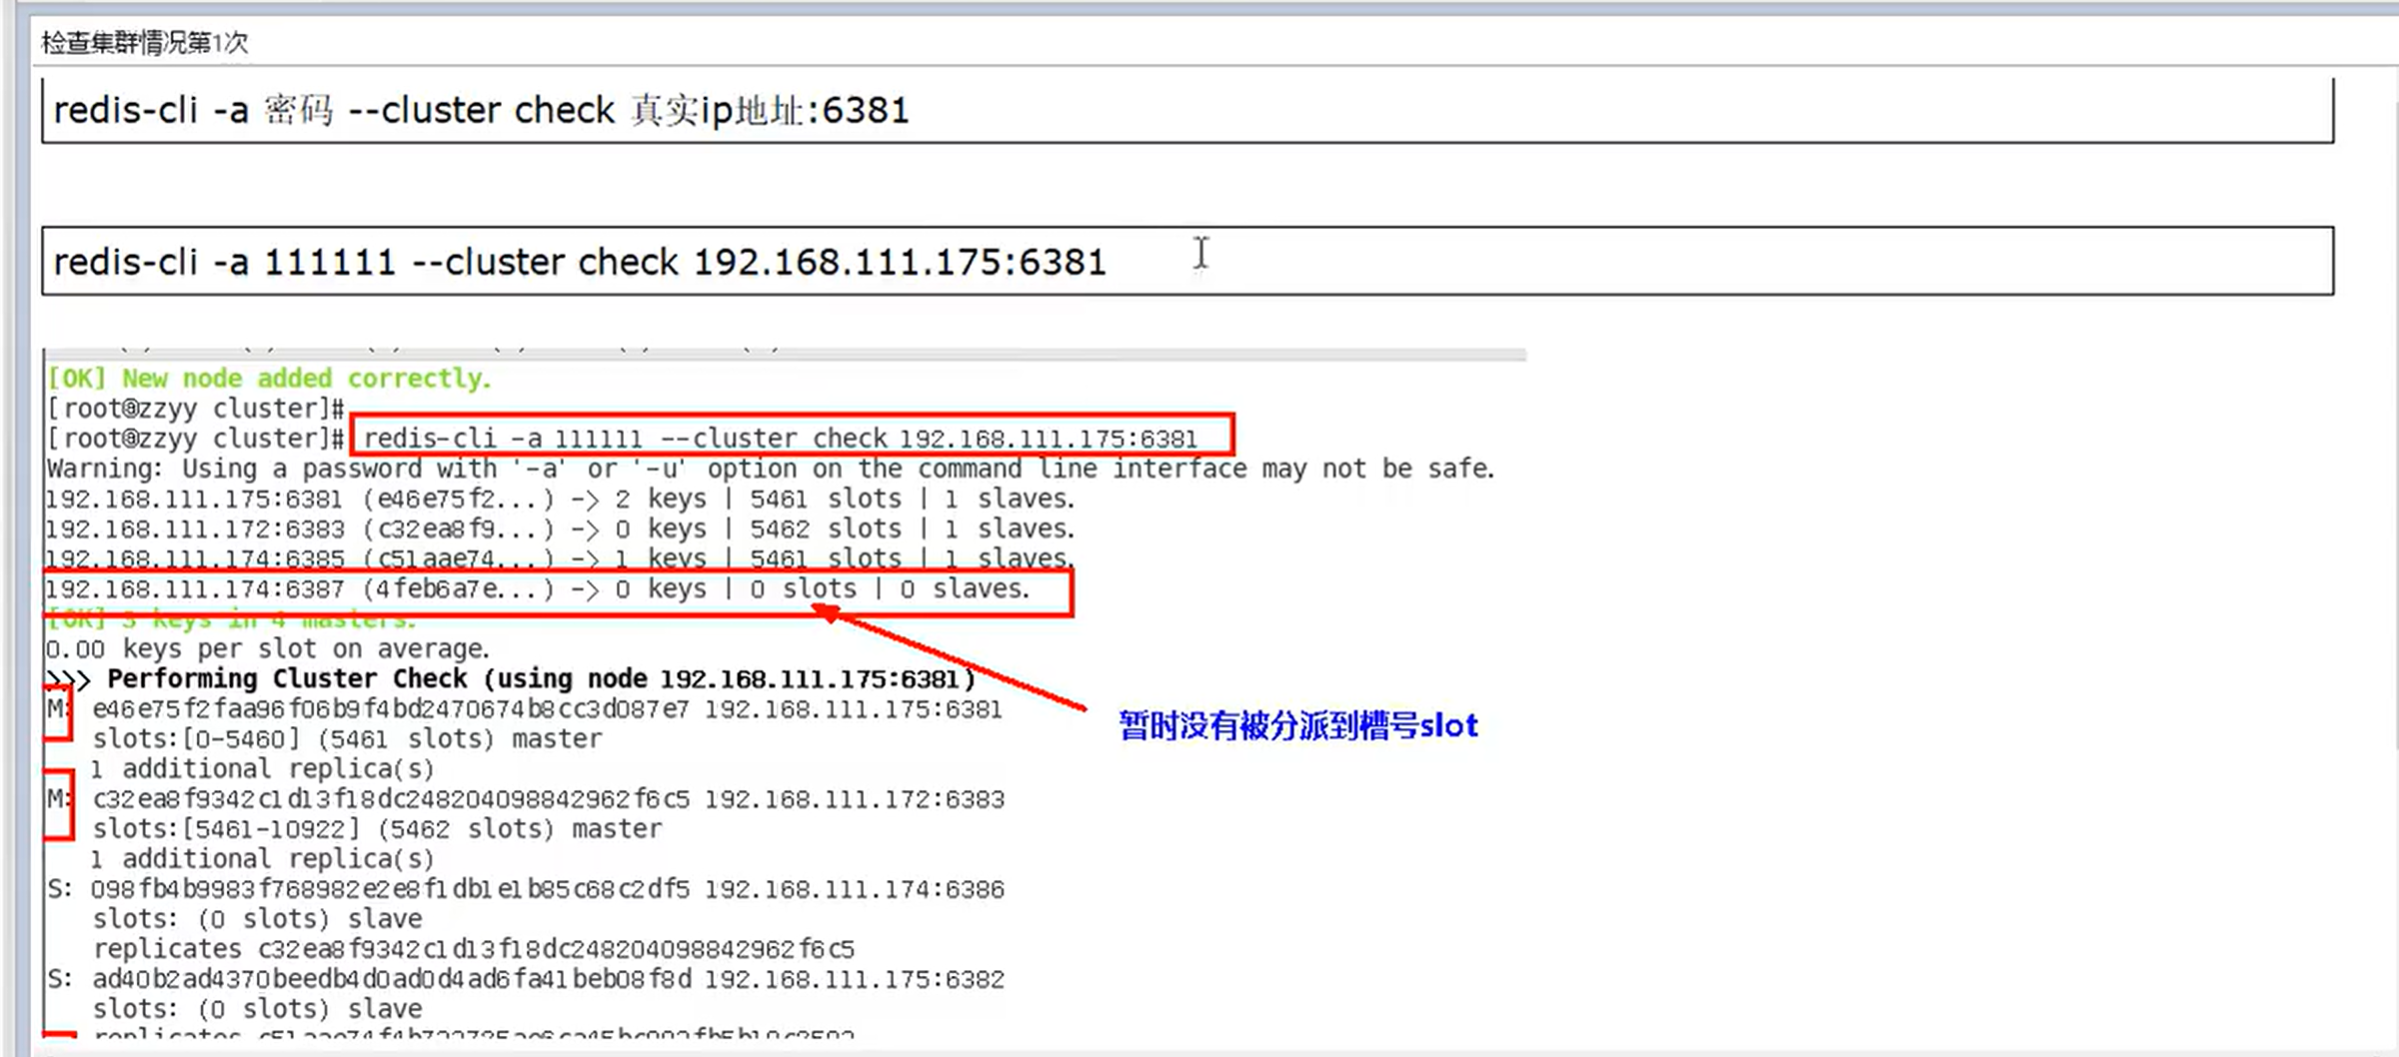 检查集群情况第1次
redis-cli -a 密码 --cluster check 真实ip地址:6381
redis-cli -a 111111 --cluster check 192.168.111.175:6381
[OK] New node added correctly.
[root@zzyy cluster]#
[root@zzyy cluster]# redis-cli -a 111111 --cluster check 192.168.111.175:6381
Warning: Using a password with '-a' or '-u' option on the command line interface may not be safe.
192.168.111.175:6381 (e46e75f2...) -> 2 keys | 5461 slots | 1 slaves.
192.168.111.172:6383 (c32ea8f9...) -> 0 keys | 5462 slots | 1 slaves.
192.168.111.174:6385 (c51aae74...) -> 1 keys | 5461 slots | 1 slaves.
192.168.111.174:6387 (4feb6a7e...) -> 0 keys | 0 slots | 0 slaves.
[OK] 3 keys in 4 masters.
0.00 keys per slot on average.
>>> Performing Cluster Check (using node 192.168.111.175:6381)
M: e46e75f2faa96f06b9f4bd2470674b8cc3d087e7 192.168.111.175:6381
暂时没有被分派到槽号slot
slots:[0-5460] (5461 slots) master
1 additional replica(s)
M: c32ea8f9342c1d13f18dc248204098842962f6c5 192.168.111.172:6383
slots:[5461-10922] (5462 slots) master
1 additional replica(s)
S: 098fb4b9983f768982e2e8f1db1e1b85c68c2df5 192.168.111.174:6386
slots: (0 slots) slave
replicates c32ea8f9342c1d13f18dc248204098842962f6c5
S: ad40b2ad4370beedb4d0ad0d4ad6fa41beb08f8d 192.168.111.175:6382
slots: (0 slots) slave
replicates